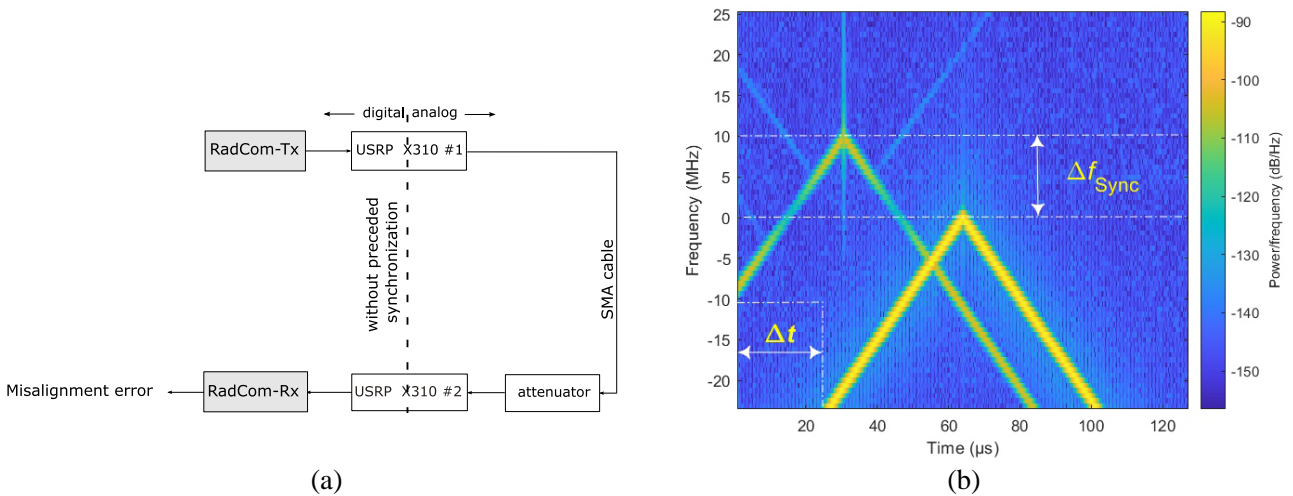 digital analog
RadCom-Tx
USRP X310 #1
without preceded
synchronization
SMA cable
Misalignment error
RadCom-Rx
USRP X310 #2
attenuator
(a)
25
20
15
10
5
0
-5
-10
-15
-20
Frequency (MHz)
20 40 60 80 100 120
Time (µs)
Δf Sync
Δt
-90
-100
-110
-120
-130
-140
-150
Power/frequency (dB/Hz)
(b)